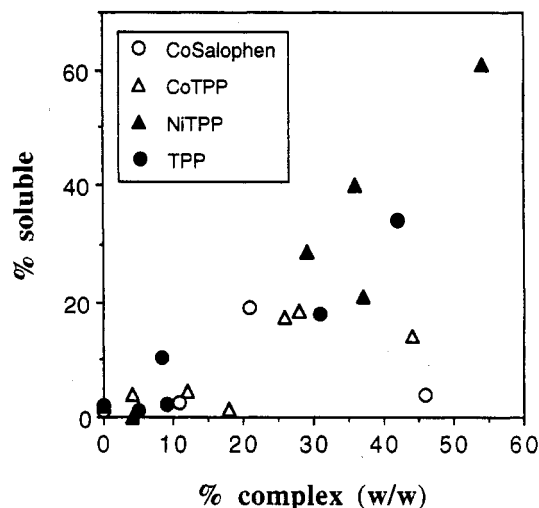 60
40
20
0
% soluble
CoSalophen
CoTPP
NiTPP
TPP
0 10 20 30 40 50 60
% complex (w/w)